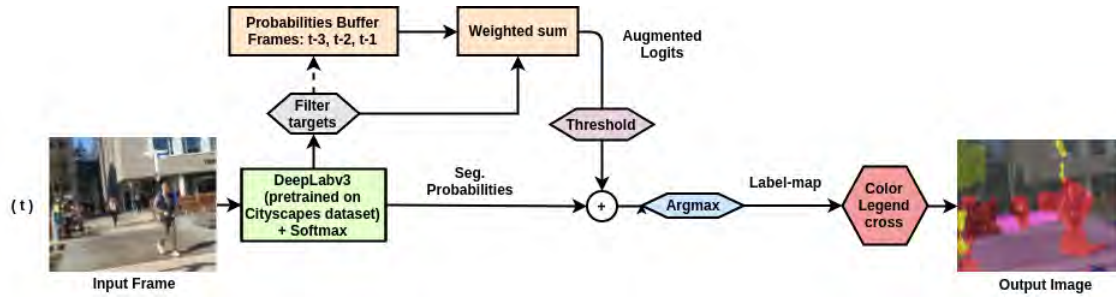 Probabilities Buffer
Frames: t-3, t-2, t-1
Weighted sum
Augmented
Logits
Filter
targets
Threshold
( t )
DeepLabv3
(pretrained on
Cityscapes dataset)
+ Softmax
Seg.
Probabilities
+
Argmax
Label-map
Color
Legend
cross
Input Frame
Output Image